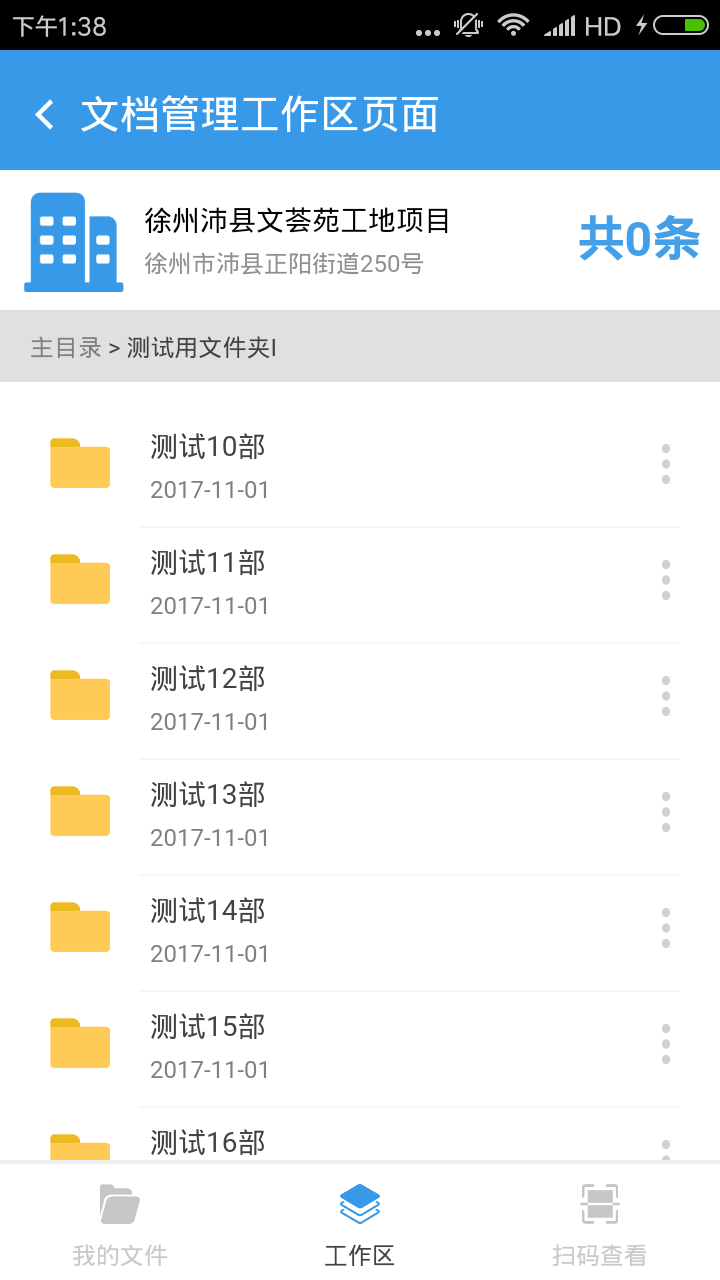 下午1:38
... HD
文档管理工作区页面
徐州沛县文荟苑工地项目
徐州市沛县正阳街道250号
共0条
主目录 > 测试用文件夹I
测试10部
2017-11-01
测试11部
2017-11-01
测试12部
2017-11-01
测试13部
2017-11-01
测试14部
2017-11-01
测试15部
2017-11-01
测试16部
我的文件
工作区
扫码查看